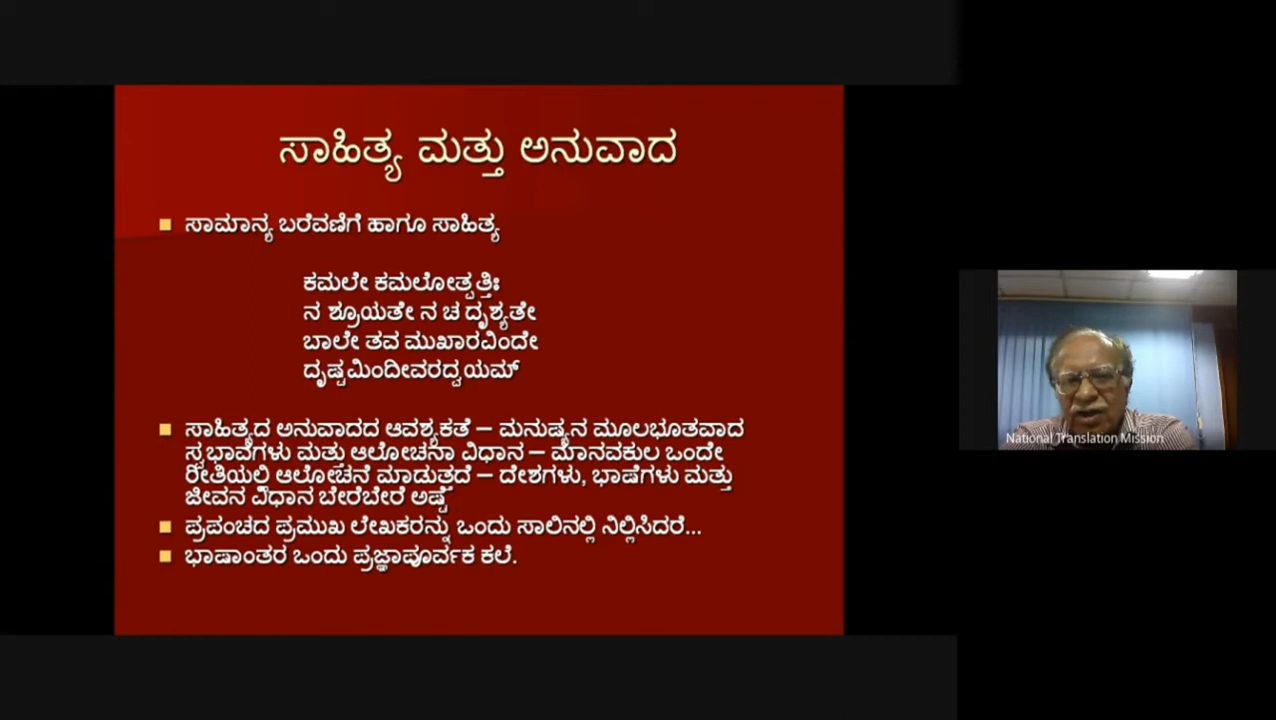 ಸಾಹಿತ್ಯ ಮತ್ತು ಅನುವಾದ
ಸಾಮಾನ್ಯ ಬರೆವಣಿಗೆ ಹಾಗೂ ಸಾಹಿತ್ಯ
ಕಮಲೇ ಕಮಲೋತ್ಪತ್ತಿಃ
ನ ಶ್ರೂಯತೇ ನ ಚ ದೃಶ್ಯತೇ
ಬಾಲೇ ತವ ಮುಖಾರವಿಂದೇ
ದೃಷ್ಟಮಿಂದೀವರದ್ವಯಮ್
ಸಾಹಿತ್ಯದ ಅನುವಾದದ ಆವಶ್ಯಕತೆ – ಮನುಷ್ಯನ ಮೂಲಭೂತವಾದ
ಸ್ವಭಾವಗಳು ಮತ್ತು ಆಲೋಚನಾ ವಿಧಾನ – ಮಾನವಕುಲ ಒಂದೇ
ರೀತಿಯಲ್ಲಿ ಆಲೋಚನೆ ಮಾಡುತ್ತದೆ – ದೇಶಗಳು, ಭಾಷೆಗಳು ಮತ್ತು
ಜೀವನ ವಿಧಾನ ಬೇರೆಬೇರೆ ಅಷ್ಟೆ
ಪ್ರಪಂಚದ ಪ್ರಮುಖ ಲೇಖಕರನ್ನು ಒಂದು ಸಾಲಿನಲ್ಲಿ ನಿಲ್ಲಿಸಿದರೆ...
ಭಾಷಾಂತರ ಒಂದು ಪ್ರಜ್ಞಾಪೂರ್ವಕ ಕಲೆ.
National Translation Mission